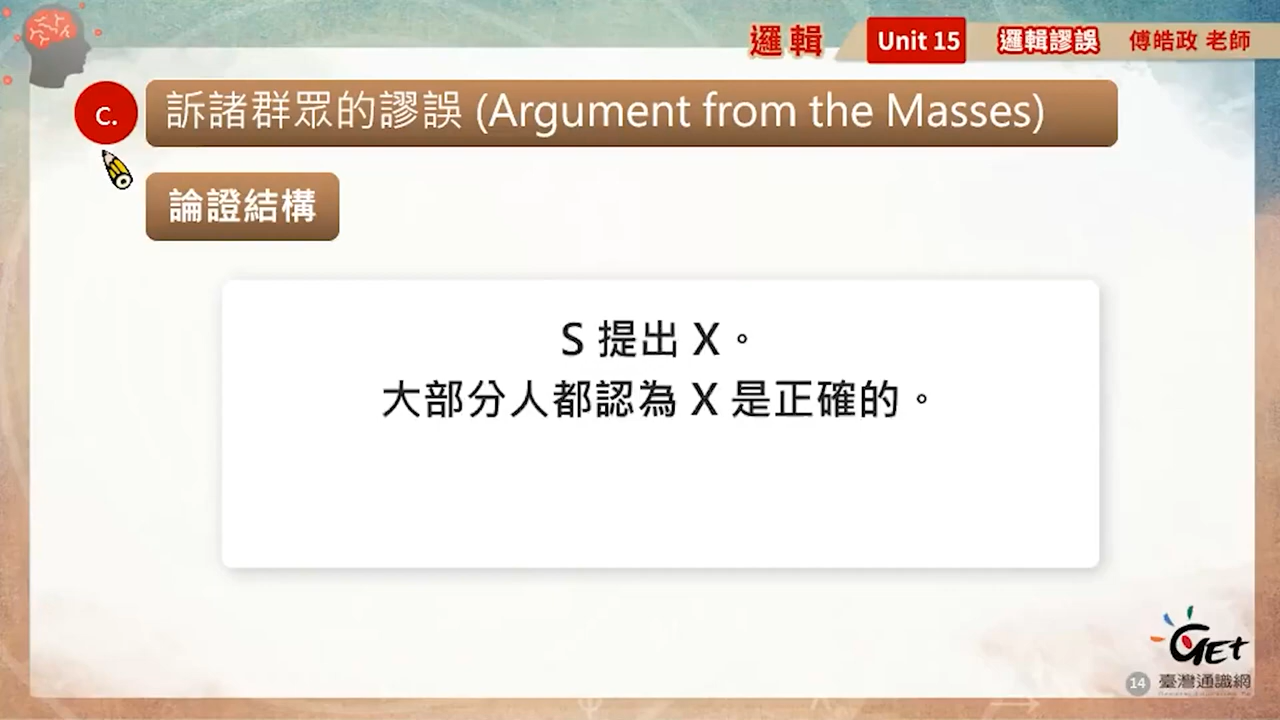 邏輯 Unit 15 邏輯謬誤 傅皓政 老師
c. 訴諸群眾的謬誤 (Argument from the Masses)
論證結構
S 提出 X。
大部分人都認為 X 是正確的。
GEt
14 臺灣通識網